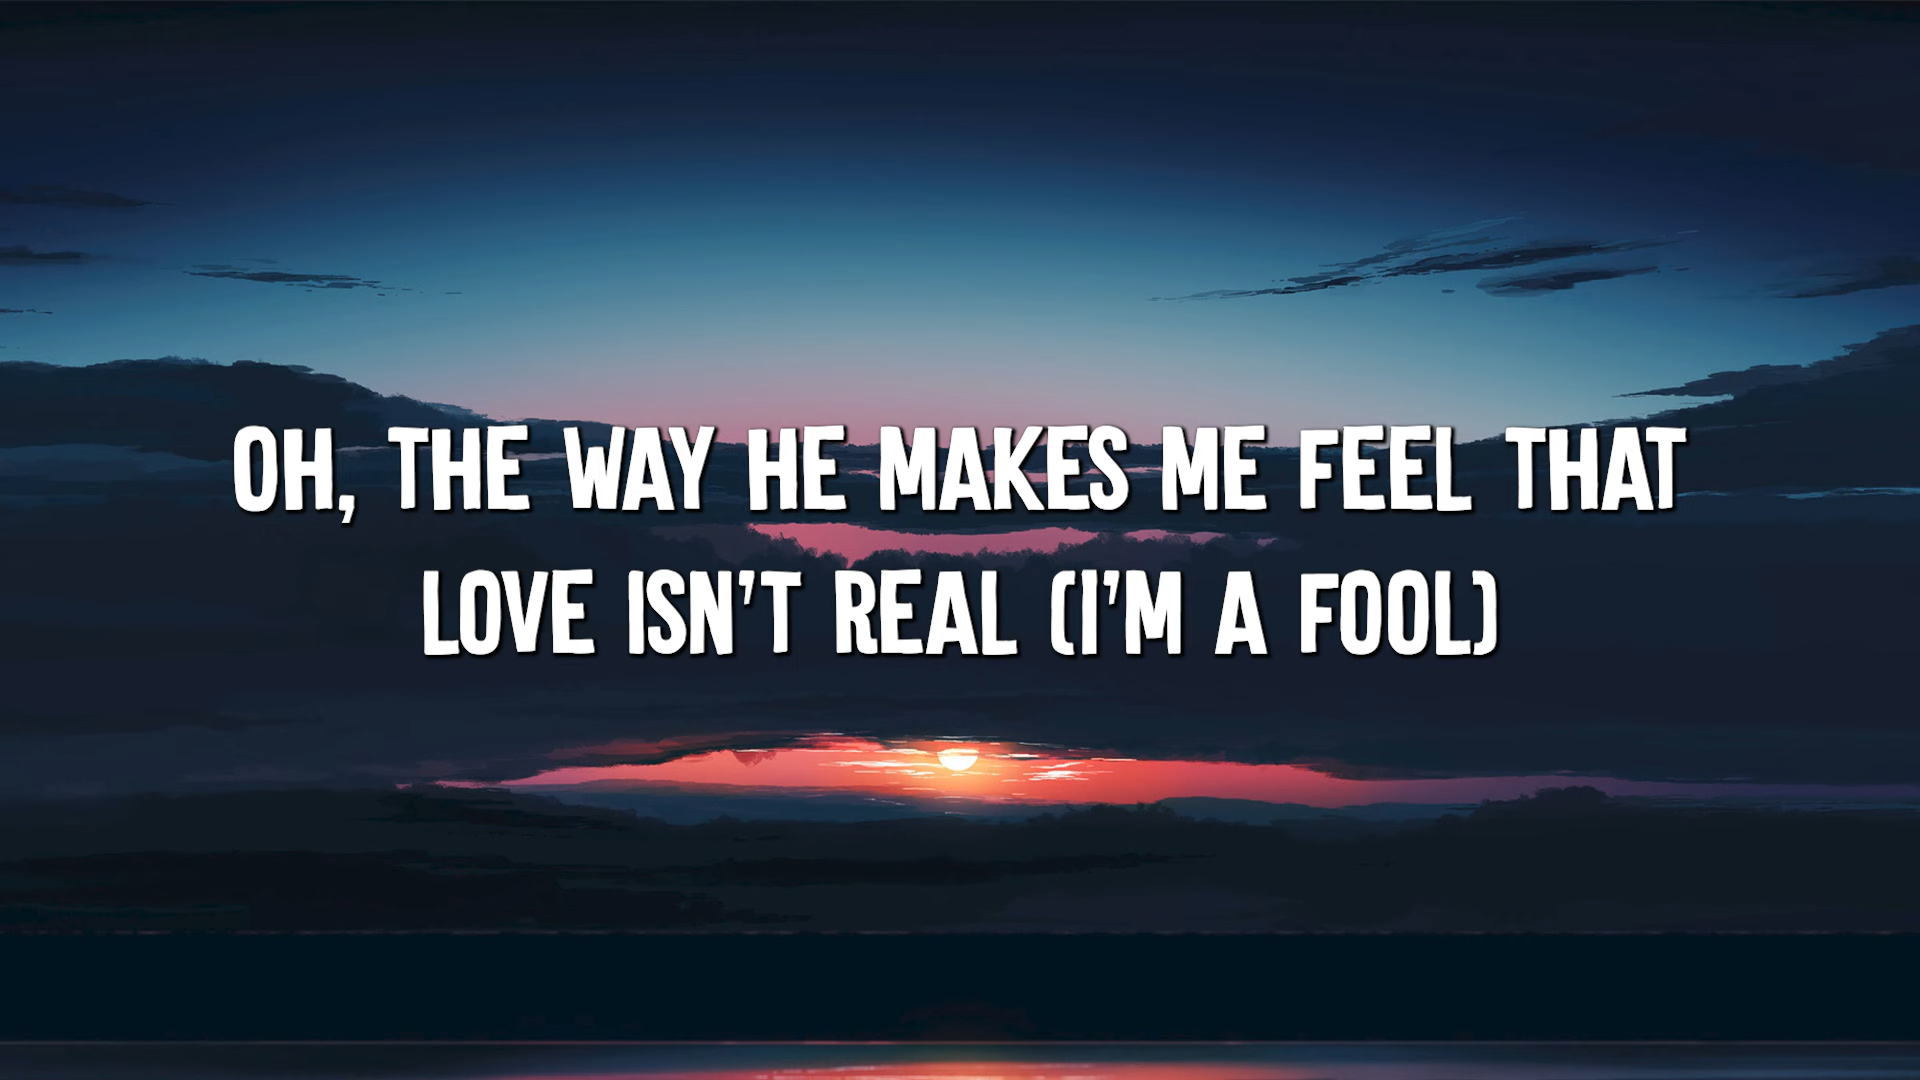 OH, THE WAY HE MAKES ME FEEL THAT
LOVE ISN'T REAL (I'M A FOOL)